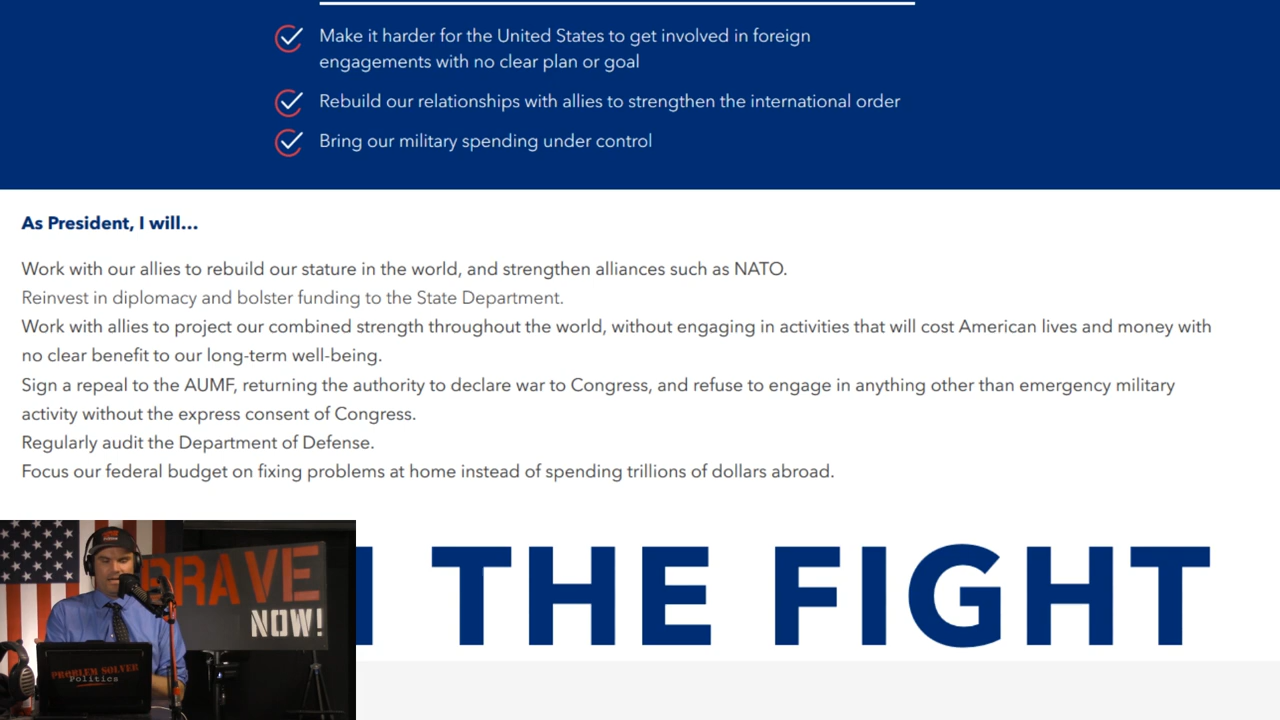 Make it harder for the United States to get involved in foreign
engagements with no clear plan or goal
Rebuild our relationships with allies to strengthen the international order
Bring our military spending under control
As President, I will...
Work with our allies to rebuild our stature in the world, and strengthen alliances such as NATO.
Reinvest in diplomacy and bolster funding to the State Department.
Work with allies to project our combined strength throughout the world, without engaging in activities that will cost American lives and money with
no clear benefit to our long-term well-being.
Sign a repeal to the AUMF, returning the authority to declare war to Congress, and refuse to engage in anything other than emergency military
activity without the express consent of Congress.
Regularly audit the Department of Defense.
Focus our federal budget on fixing problems at home instead of spending trillions of dollars abroad.
THE FIGHT
BRAVE
NOW!
PROBLEM SOLVER
Politics